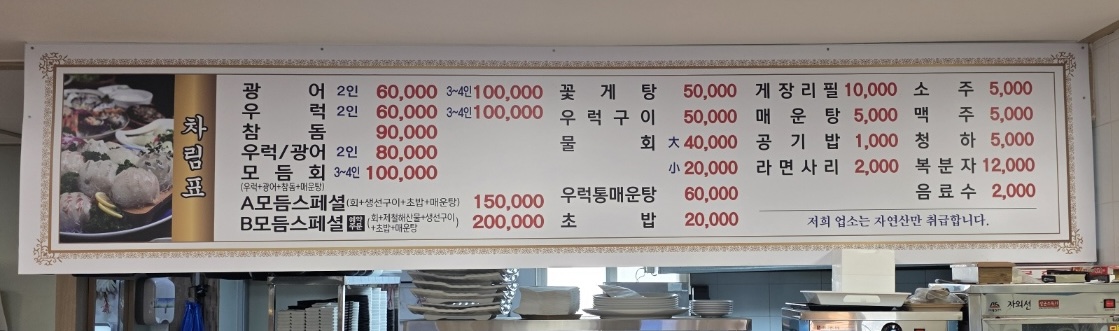 차림표
광 어 2인 60,000 3~4인 100,000
우 럭 2인 60,000 3~4인 100,000
참 돔 90,000
우럭/광어 2인 80,000
모 듬 회 3~4인 100,000
(우럭+광어+참돔+매운탕)
A모듬스페셜 (회+생선구이+초밥+매운탕) 150,000
B모듬스페셜 예약주문 (회+제철해산물+생선구이+초밥+매운탕) 200,000
꽃 게 탕 50,000
우 럭 구 이 50,000
물 회 大 40,000
小 20,000
우럭통매운탕 60,000
초 밥 20,000
게 장 리 필 10,000
매 운 탕 5,000
공 기 밥 1,000
라면사리 2,000
소 주 5,000
맥 주 5,000
청 하 5,000
복 분 자 12,000
음 료 수 2,000
저희 업소는 자연산만 취급합니다.
자외선